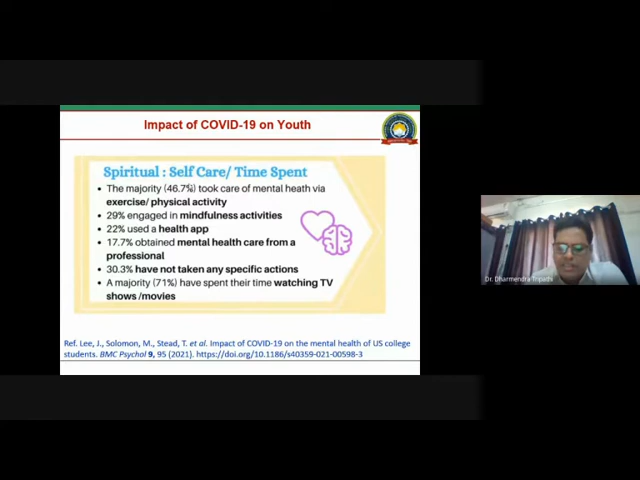 Impact of COVID-19 on Youth
Spiritual : Self Care/ Time Spent
• The majority (46.7%) took care of mental heath via
exercise/ physical activity
• 29% engaged in mindfulness activities
• 22% used a health app
• 17.7% obtained mental health care from a
professional
• 30.3% have not taken any specific actions
• A majority (71%) have spent their time watching TV
shows /movies
Ref. Lee, J., Solomon, M., Stead, T. et al. Impact of COVID-19 on the mental health of US college
students. BMC Psychol 9, 95 (2021). https://doi.org/10.1186/s40359-021-00598-3
Dr. Dharmendra Tripathi